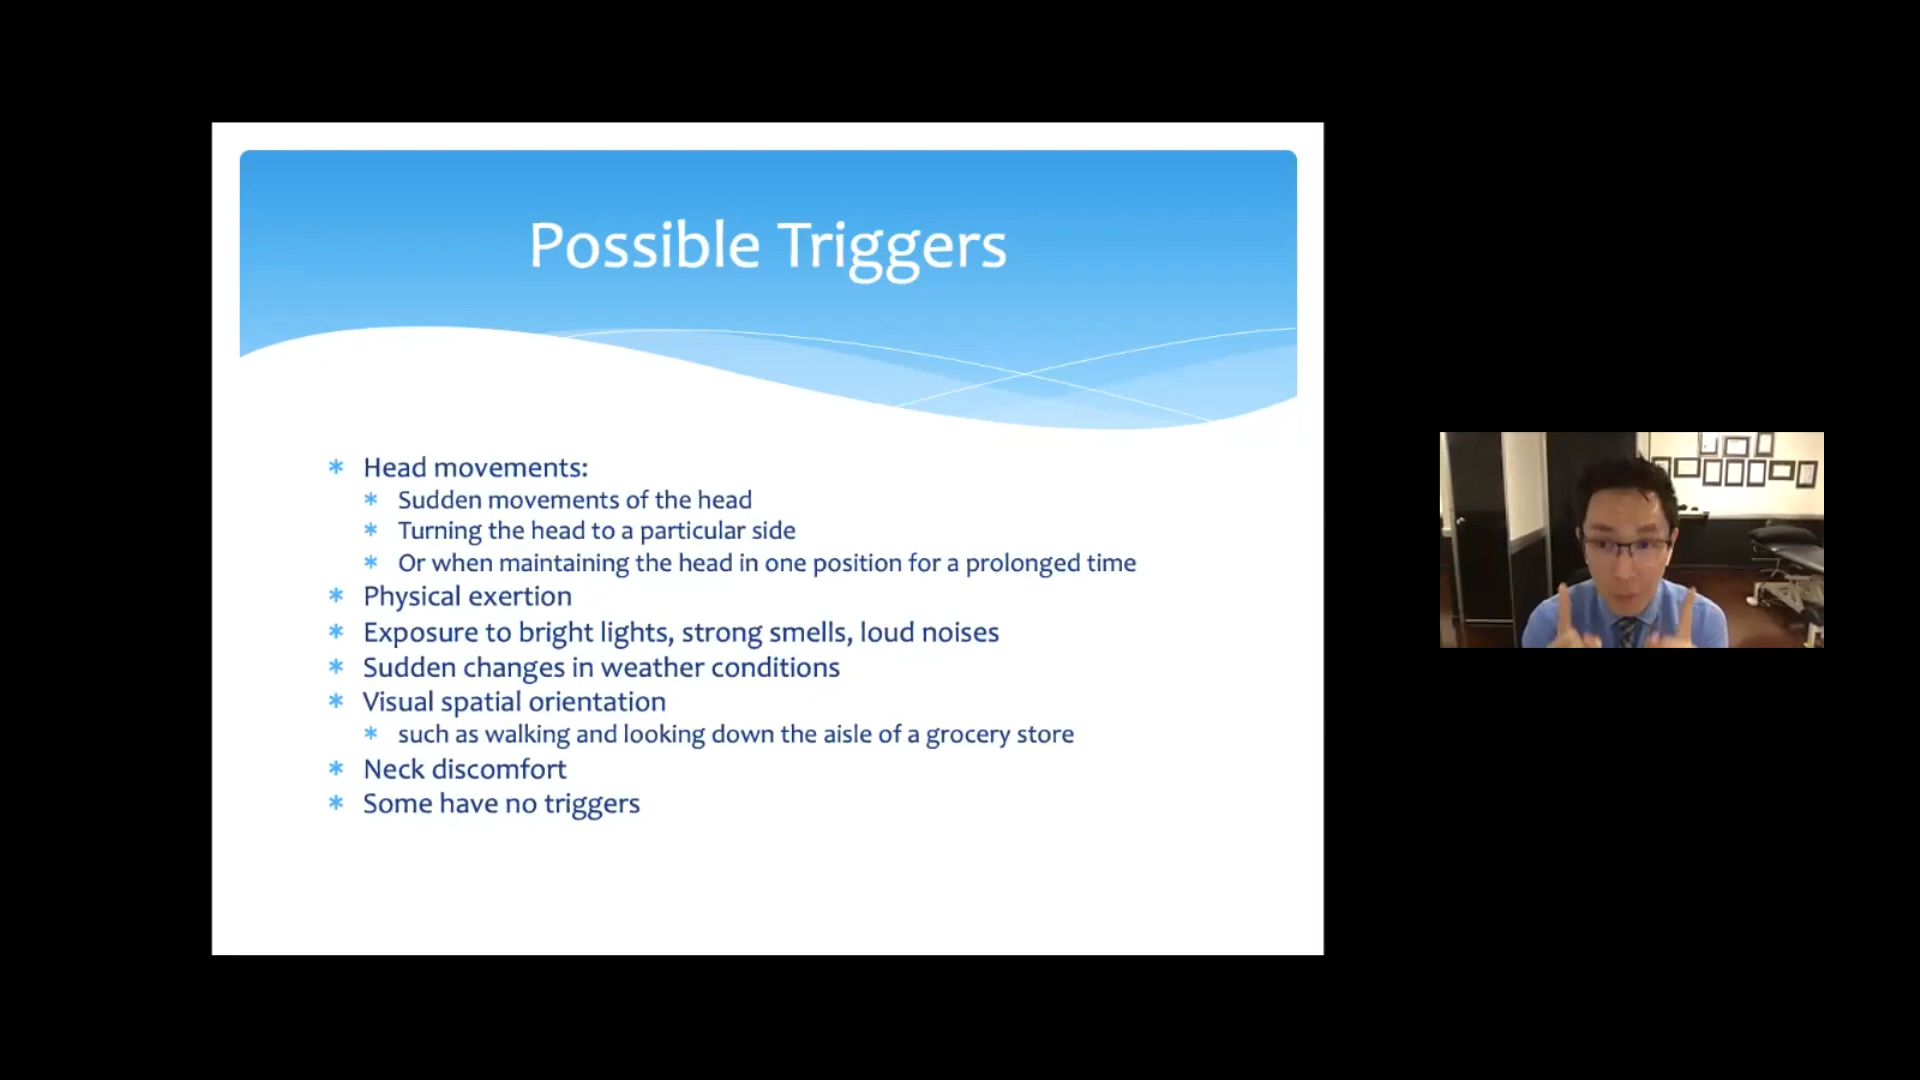 Possible Triggers
* Head movements:
* Sudden movements of the head
* Turning the head to a particular side
* Or when maintaining the head in one position for a prolonged time
* Physical exertion
* Exposure to bright lights, strong smells, loud noises
* Sudden changes in weather conditions
* Visual spatial orientation
* such as walking and looking down the aisle of a grocery store
* Neck discomfort
* Some have no triggers